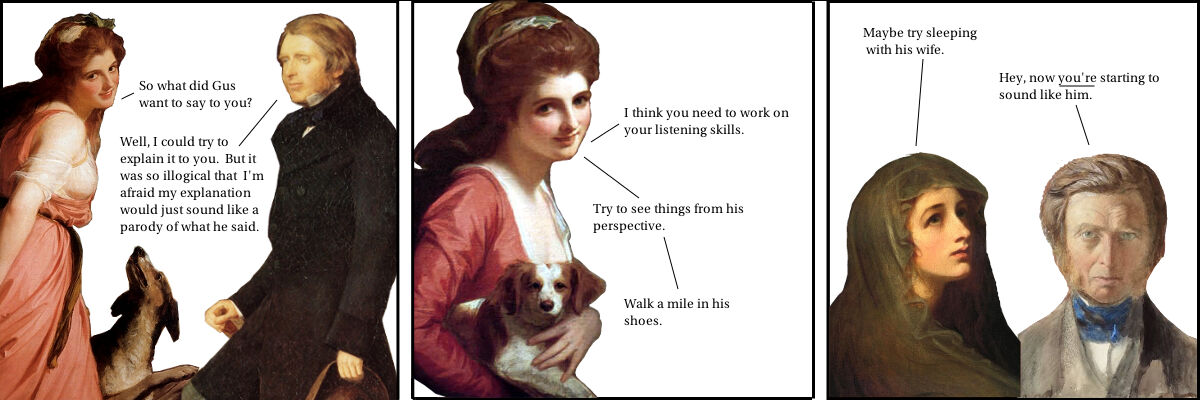 So what did Gus
want to say to you?
Well, I could try to
explain it to you. But it
was so illogical that I'm
afraid my explanation
would just sound like a
parody of what he said.
I think you need to work on
your listening skills.
Try to see things from his
perspective.
Walk a mile in his
shoes.
Maybe try sleeping
with his wife.
Hey, now you're starting to
sound like him.